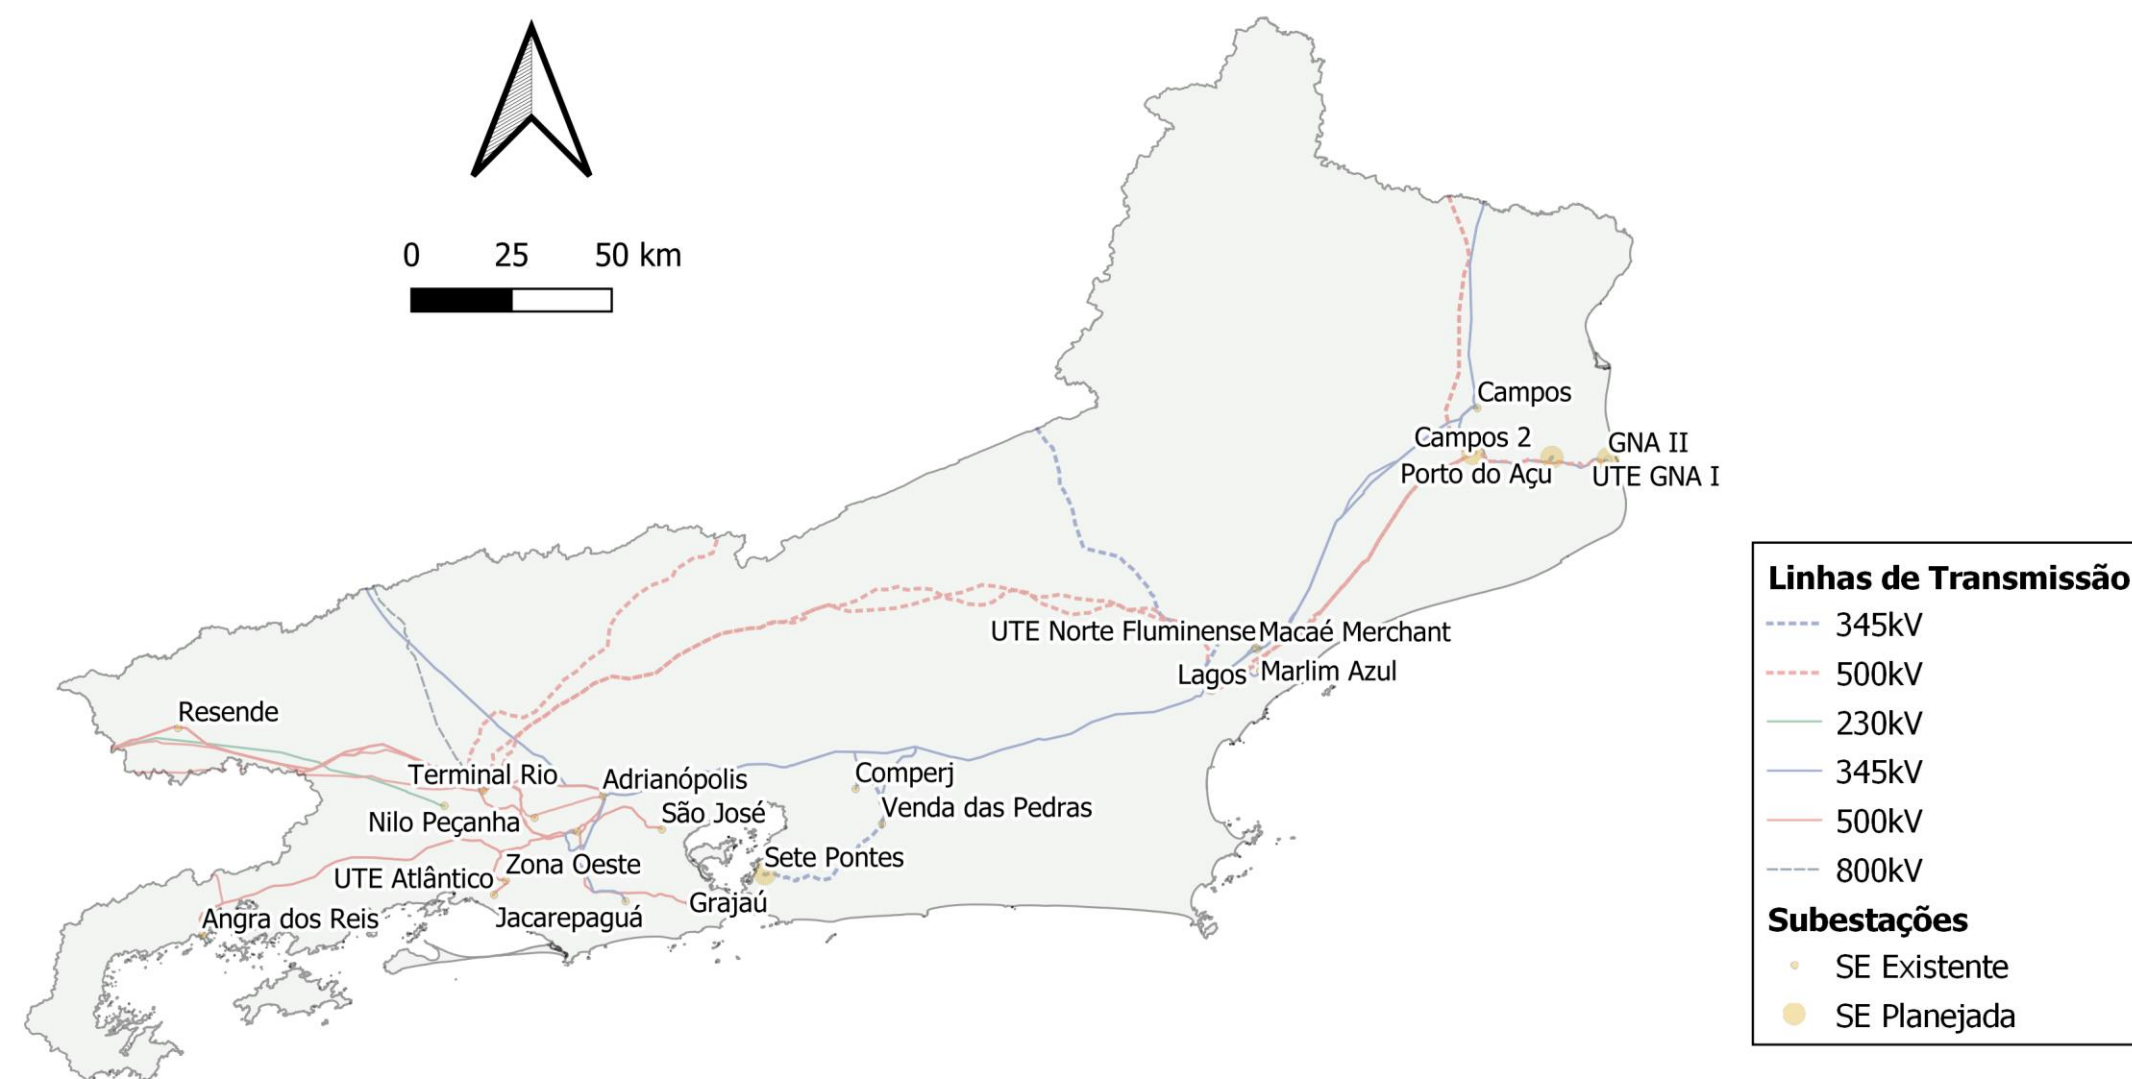 0 25 50 km
Campos
Campos 2
GNA II
Porto do Açu
UTE GNA I
UTE Norte Fluminense
Macaé Merchant
Lagos
Marlim Azul
Resende
Terminal Rio
Adrianópolis
Comperj
Nilo Peçanha
São José
Venda das Pedras
Zona Oeste
Sete Pontes
UTE Atlântico
Grajaú
Angra dos Reis
Jacarepaguá
Linhas de Transmissão
345kV
500kV
230kV
345kV
500kV
800kV
Subestações
SE Existente
SE Planejada